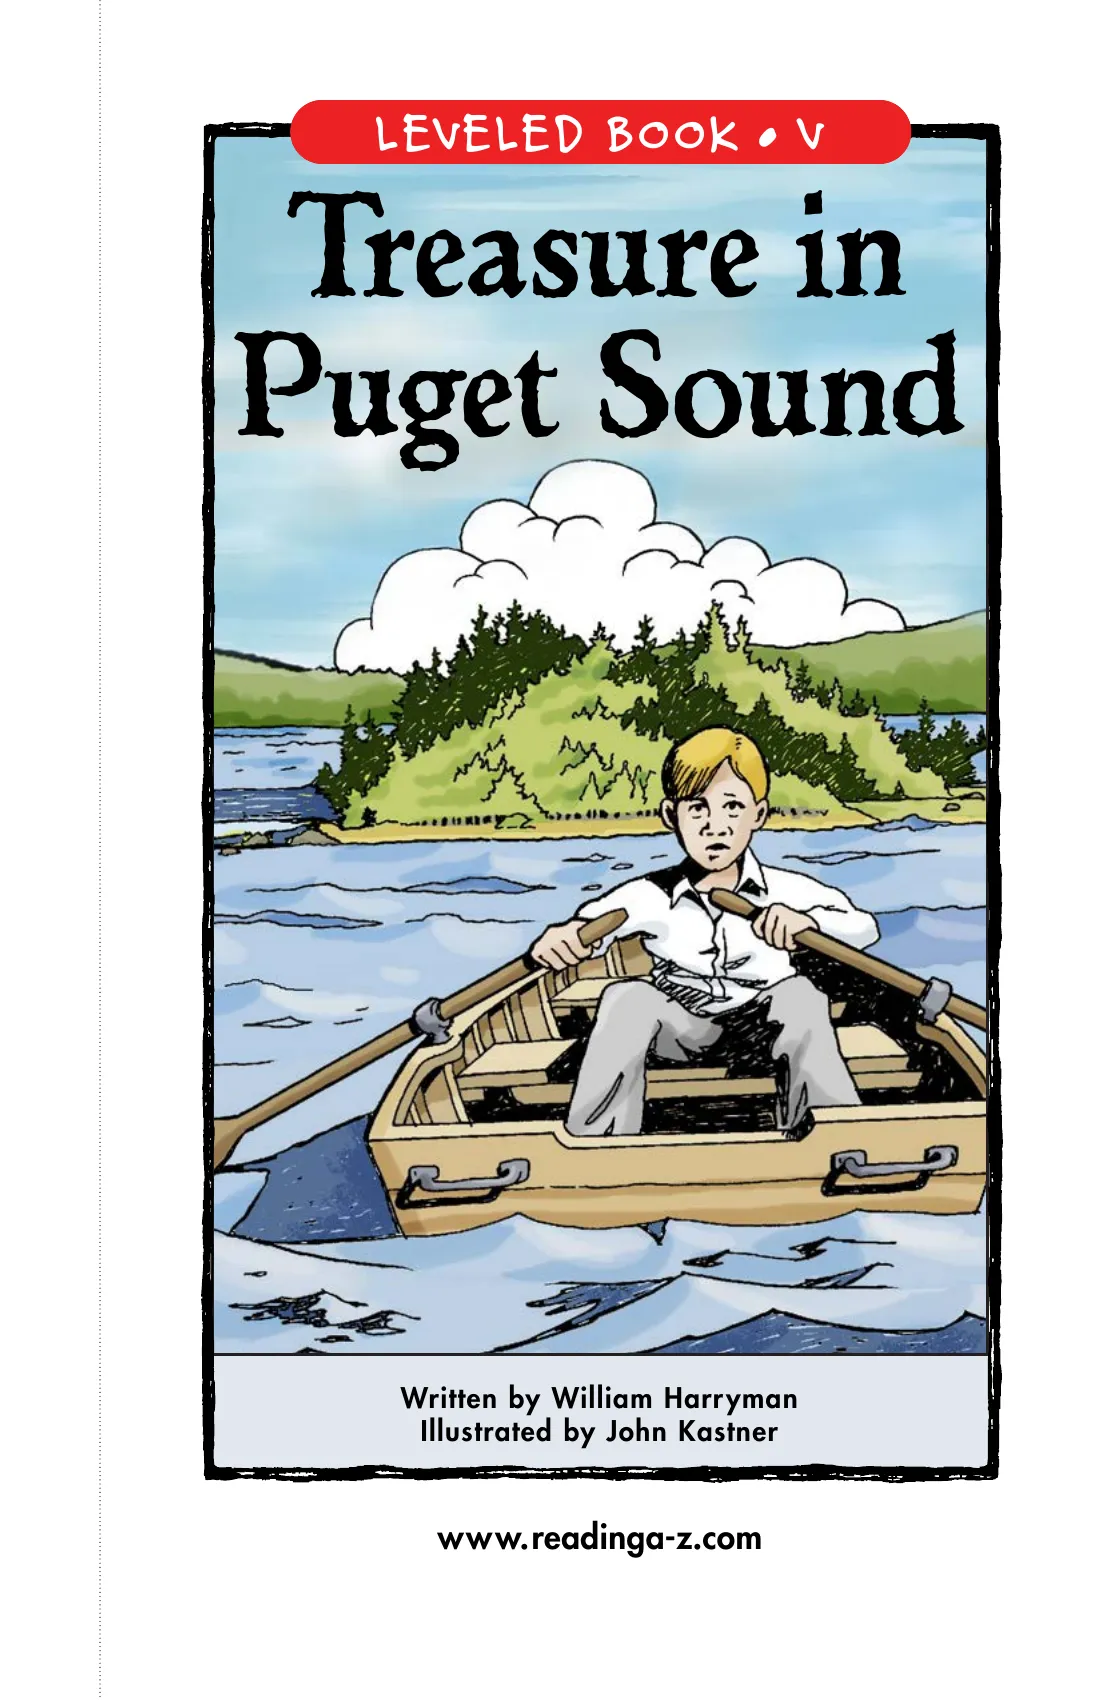 LEVELED BOOK • V
Treasure in
Puget Sound
Written by William Harryman
Illustrated by John Kastner
www.readinga-z.com